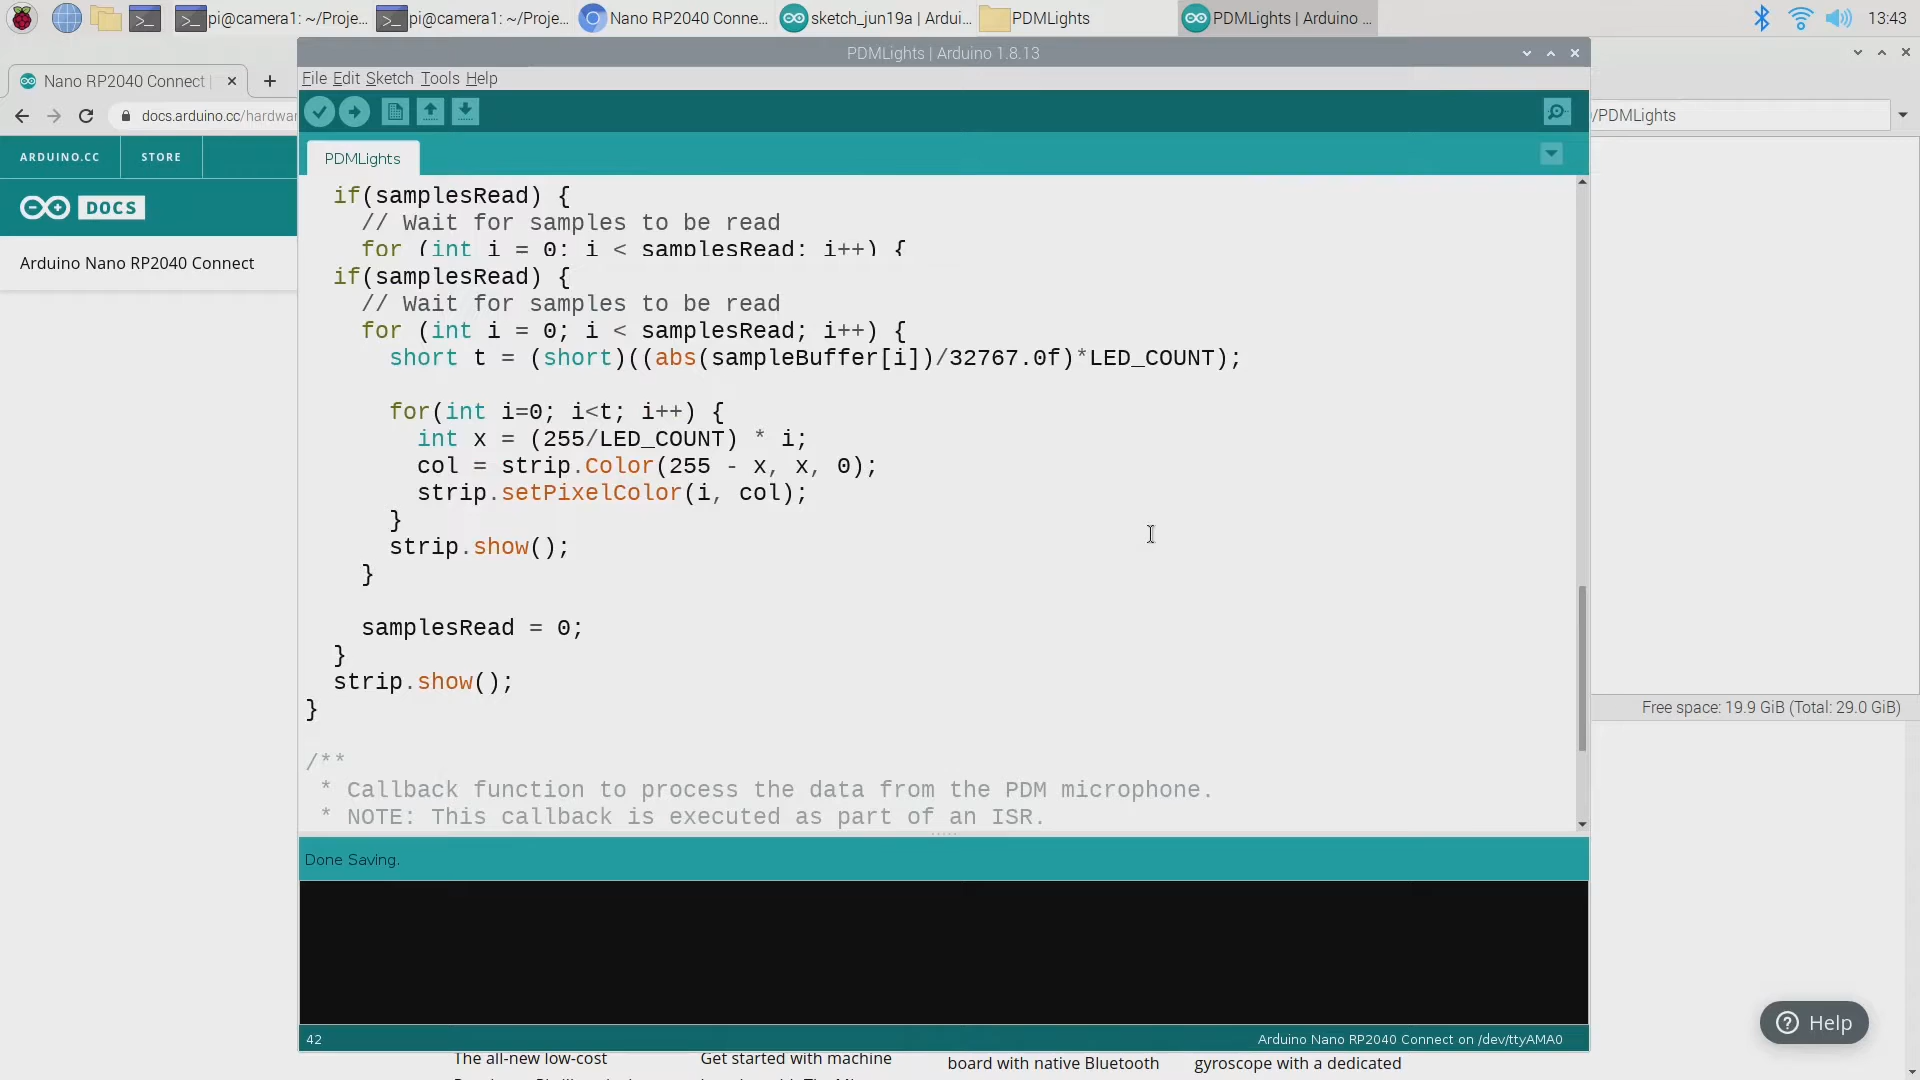 pi@camera1: ~/Proje...
pi@camera1: ~/Proje...
Nano RP2040 Conne...
sketch_jun19a | Ardui...
PDMLights
PDMLights | Arduino ...
13:43
PDMLights | Arduino 1.8.13
Nano RP2040 Connect
File Edit Sketch Tools Help
docs.arduino.cc/hardwar
/PDMLights
ARDUINO.CC
STORE
PDMLights
DOCS
Arduino Nano RP2040 Connect
if(samplesRead) {
// Wait for samples to be read
for (int i = 0; i < samplesRead; i++) {
if(samplesRead) {
// Wait for samples to be read
for (int i = 0; i < samplesRead; i++) {
short t = (short)((abs(sampleBuffer[i])/32767.0f)*LED_COUNT);
for(int i=0; i<t; i++) {
int x = (255/LED_COUNT) * i;
col = strip.Color(255 - x, x, 0);
strip.setPixelColor(i, col);
}
strip.show();
}
samplesRead = 0;
}
strip.show();
}
/**
* Callback function to process the data from the PDM microphone.
* NOTE: This callback is executed as part of an ISR.
Free space: 19.9 GiB (Total: 29.0 GiB)
Done Saving.
42
Arduino Nano RP2040 Connect on /dev/ttyAMA0
Help
The all-new low-cost
Get started with machine
board with native Bluetooth
gyroscope with a dedicated